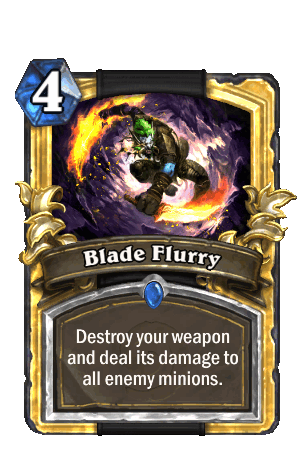 4
Blade Flurry
Destroy your weapon
and deal its damage to
all enemy minions.